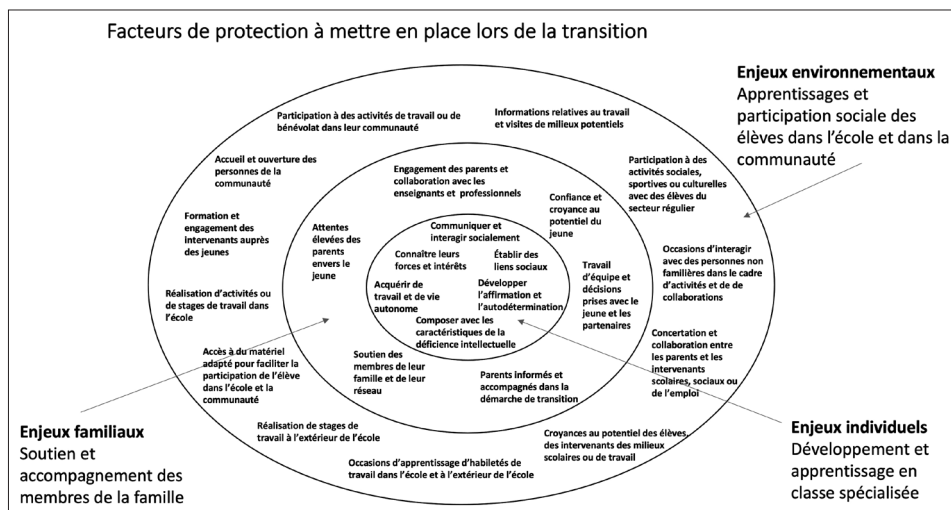 Facteurs de protection à mettre en place lors de la transition
Enjeux environnementaux
Apprentissages et
participation sociale des
élèves dans l'école et dans la
communauté
Participation à des activités de travail ou de
bénévolat dans leur communauté
Informations relatives au travail
et visites de milieux potentiels
Accueil et ouverture des
personnes de la
communauté
Participation à des
activités sociales,
sportives ou culturelles
avec des élèves du
secteur régulier
Formation et
engagement des
intervenants auprès
des jeunes
Occasions d'interagir
avec des personnes non
familières dans le cadre
d'activités et de de
collaborations
Réalisation d'activités ou
de stages de travail dans
l'école
Concertation et
collaboration entre
les parents et les
intervenants
scolaires, sociaux ou
de l'emploi
Accès à du matériel
adapté pour faciliter la
participation de l'élève
dans l'école et la
communauté
Réalisation de stages de
travail à l'extérieur de l'école
Croyances au potentiel des élèves,
des intervenants des milieux
scolaires ou de travail
Occasions d'apprentissage d'habiletés de
travail dans l'école et à l'extérieur de l'école
Engagement des parents et
collaboration avec les
enseignants et professionnels
Confiance et
croyance au
potentiel du
jeune
Attentes
élevées des
parents
envers le
jeune
Travail
d'équipe et
décisions
prises avec le
jeune et les
partenaires
Soutien des
membres de leur
famille et de leur
réseau
Parents informés et
accompagnés dans la
démarche de transition
Communiquer et
interagir socialement
Connaître leurs
forces et intérêts
Établir des
liens sociaux
Acquérir de
travail et de vie
autonome
Développer
l'affirmation et
l'autodétermination
Composer avec les
caractéristiques de la
déficience intellectuelle
Enjeux familiaux
Soutien et
accompagnement des
membres de la famille
Enjeux individuels
Développement et
apprentissage en
classe spécialisée